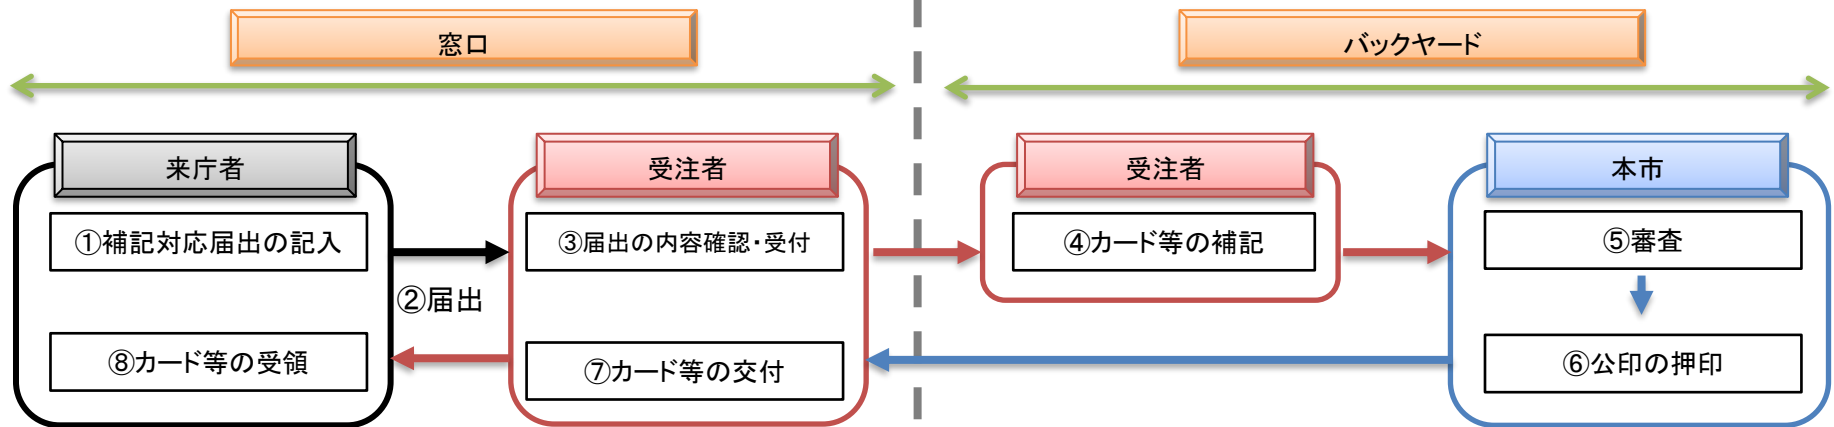 窓口
バックヤード
来庁者
受注者
受注者
本市
①補記対応届出の記入
②届出
③届出の内容確認・受付
④カード等の補記
⑤審査
⑥公印の押印
⑦カード等の交付
⑧カード等の受領